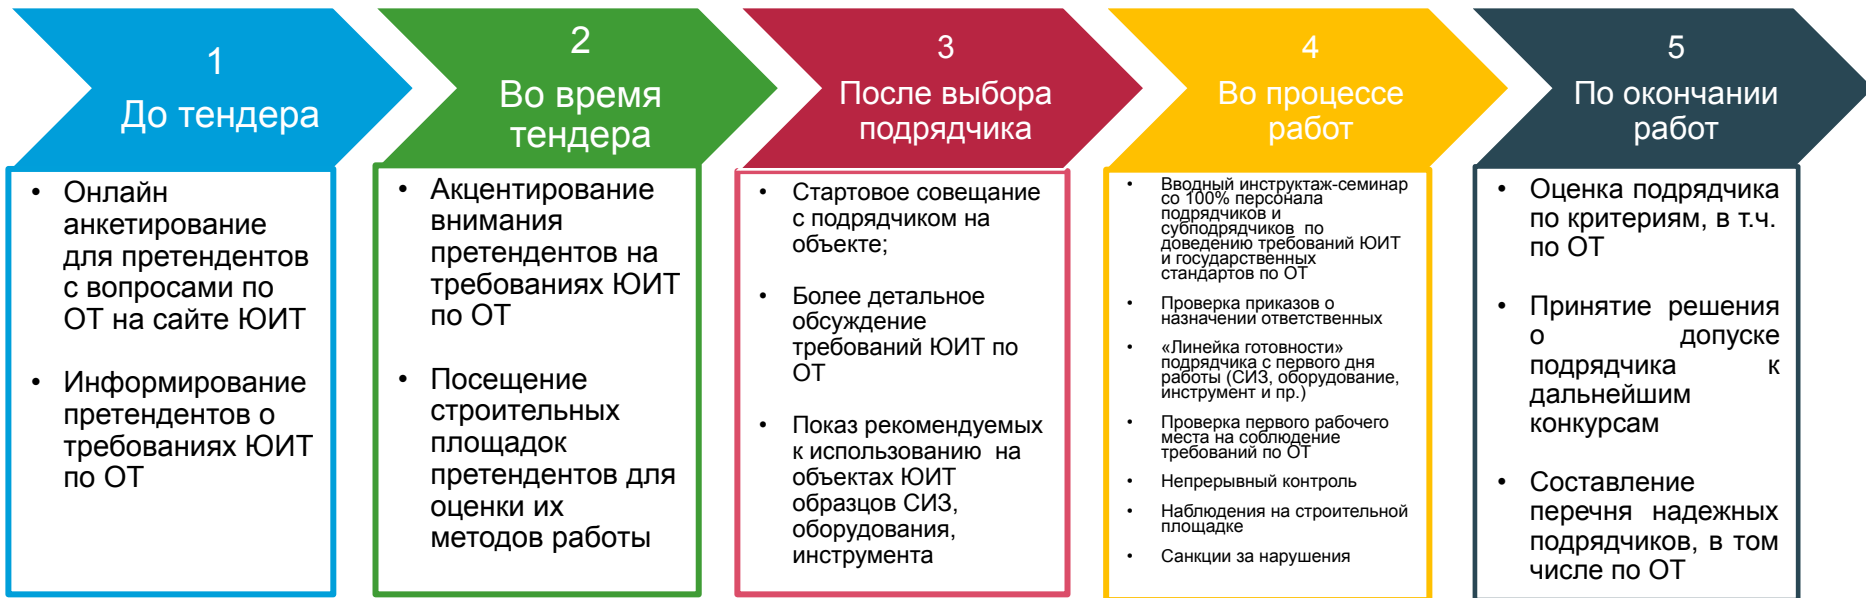 1
До тендера
• Онлайн
анкетирование
для претендентов
с вопросами по
ОТ на сайте ЮИТ
• Информирование
претендентов о
требованиях ЮИТ
по ОТ
2
Во время
тендера
• Акцентирование
внимания
претендентов на
требованиях ЮИТ
по ОТ
• Посещение
строительных
площадок
претендентов для
оценки их
методов работы
3
После выбора
подрядчика
• Стартовое совещание
с подрядчиком на
объекте;
• Более детальное
обсуждение
требований ЮИТ по
ОТ
• Показ рекомендуемых
к использованию на
объектах ЮИТ
образцов СИЗ,
оборудования,
инструмента
4
Во процессе
работ
• Вводный инструктаж-семинар
со 100% персонала
подрядчиков и
субподрядчиков по
доведению требований ЮИТ
и государственных
стандартов по ОТ
• Проверка приказов о
назначении ответственных
• «Линейка готовности»
подрядчика с первого дня
работы (СИЗ, оборудование,
инструмент и пр.)
• Проверка первого рабочего
места на соблюдение
требований по ОТ
• Непрерывный контроль
• Наблюдения на строительной
площадке
• Санкции за нарушения
5
По окончании
работ
• Оценка подрядчика
по критериям, в т.ч.
по ОТ
• Принятие решения
о допуске
подрядчика к
дальнейшим
конкурсам
• Составление
перечня надежных
подрядчиков, в том
числе по ОТ